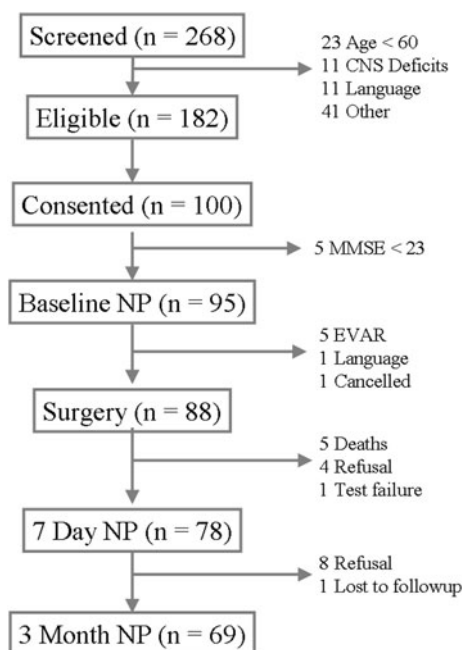 Screened (n = 268)
23 Age < 60
11 CNS Deficits
11 Language
41 Other
Eligible (n = 182)
Consented (n = 100)
5 MMSE < 23
Baseline NP (n = 95)
5 EVAR
1 Language
1 Cancelled
Surgery (n = 88)
5 Deaths
4 Refusal
1 Test failure
7 Day NP (n = 78)
8 Refusal
1 Lost to followup
3 Month NP (n = 69)